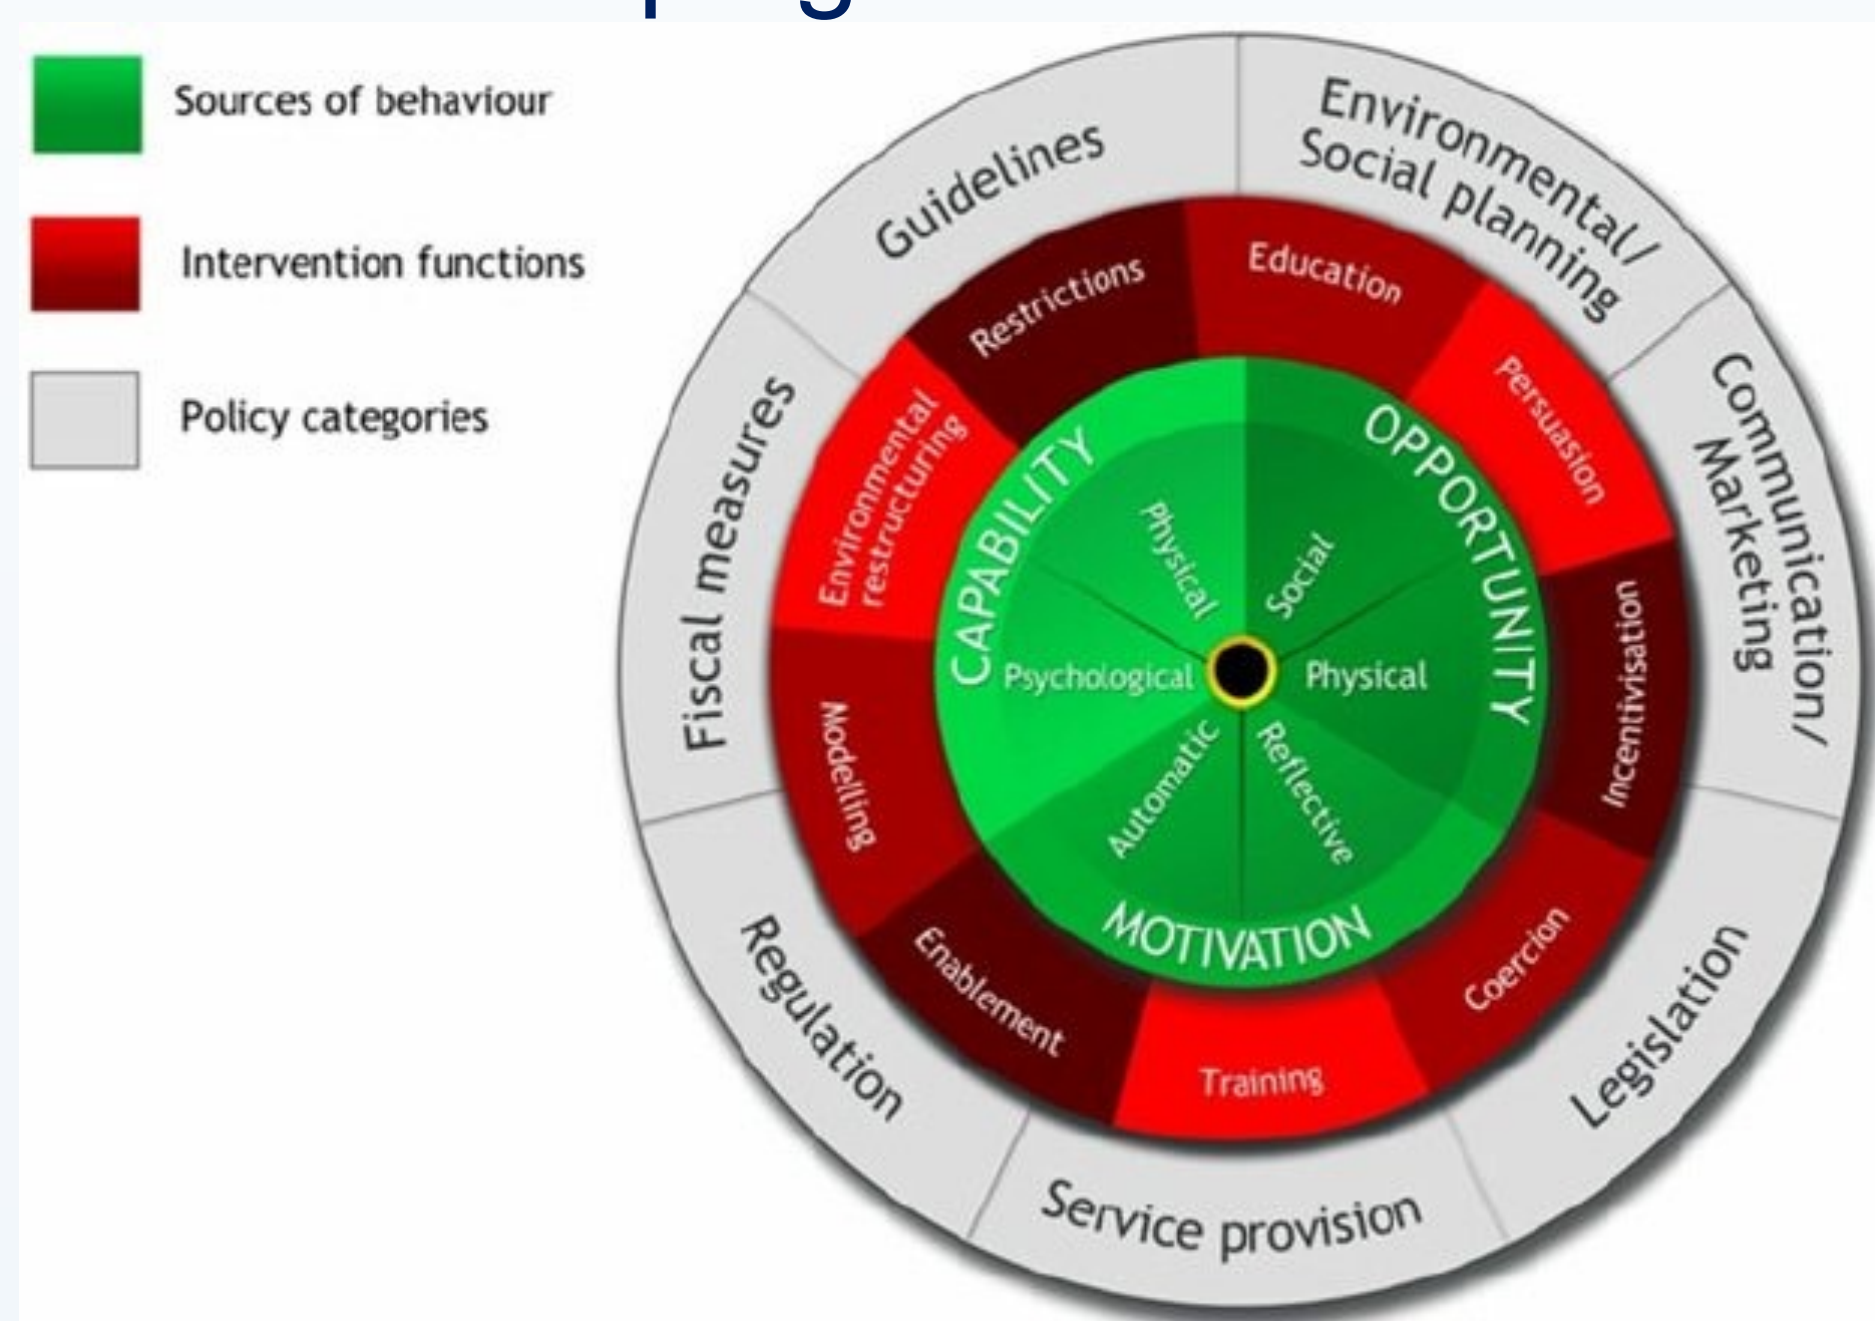 Sources of behaviour
Intervention functions
Policy categories
Guidelines
Environmental/
Social planning
Communication/
Marketing
Legislation
Service provision
Regulation
Fiscal measures
Restrictions
Education
Persuasion
Incentivisation
Coercion
Training
Enablement
Modelling
Environmental
restructuring
CAPABILITY
OPPORTUNITY
MOTIVATION
Physical
Social
Physical
Reflective
Automatic
Psychological